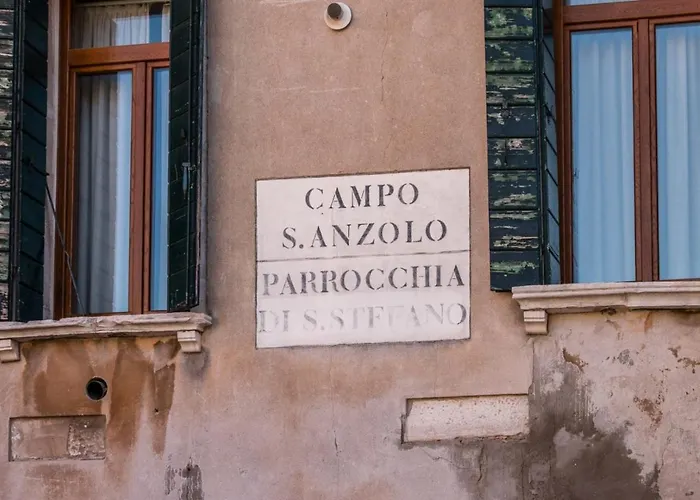 CAMPO
S. ANZOLO
PARROCCHIA
DI S. STEFANO